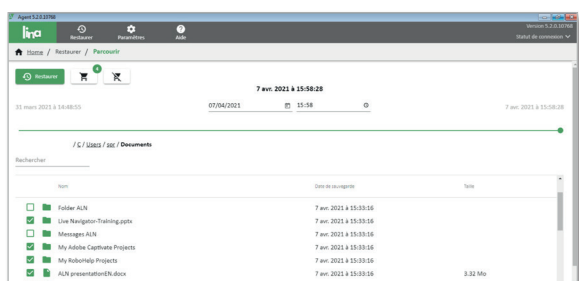 Agent 5.2.0.10768
lina
Restaurer
Paramètres
Aide
Version 5.2.0.10768
Statut de connexion
Home / Restaurer / Parcourir
Restaurer
4
7 avr. 2021 à 15:58:28
31 mars 2021 à 14:48:55
07/04/2021
15:58
7 avr. 2021 à 15:58:28
/ C / Users / spr / Documents
Rechercher
Nom
Date de sauvegarde
Taille
Folder ALN
7 avr. 2021 à 15:33:16
Live Navigator-Training.pptx
7 avr. 2021 à 15:33:16
Messages ALN
7 avr. 2021 à 15:33:16
My Adobe Captivate Projects
7 avr. 2021 à 15:33:16
My RoboHelp Projects
7 avr. 2021 à 15:33:16
ALN presentationEN.docx
7 avr. 2021 à 15:33:16
3.32 Mo